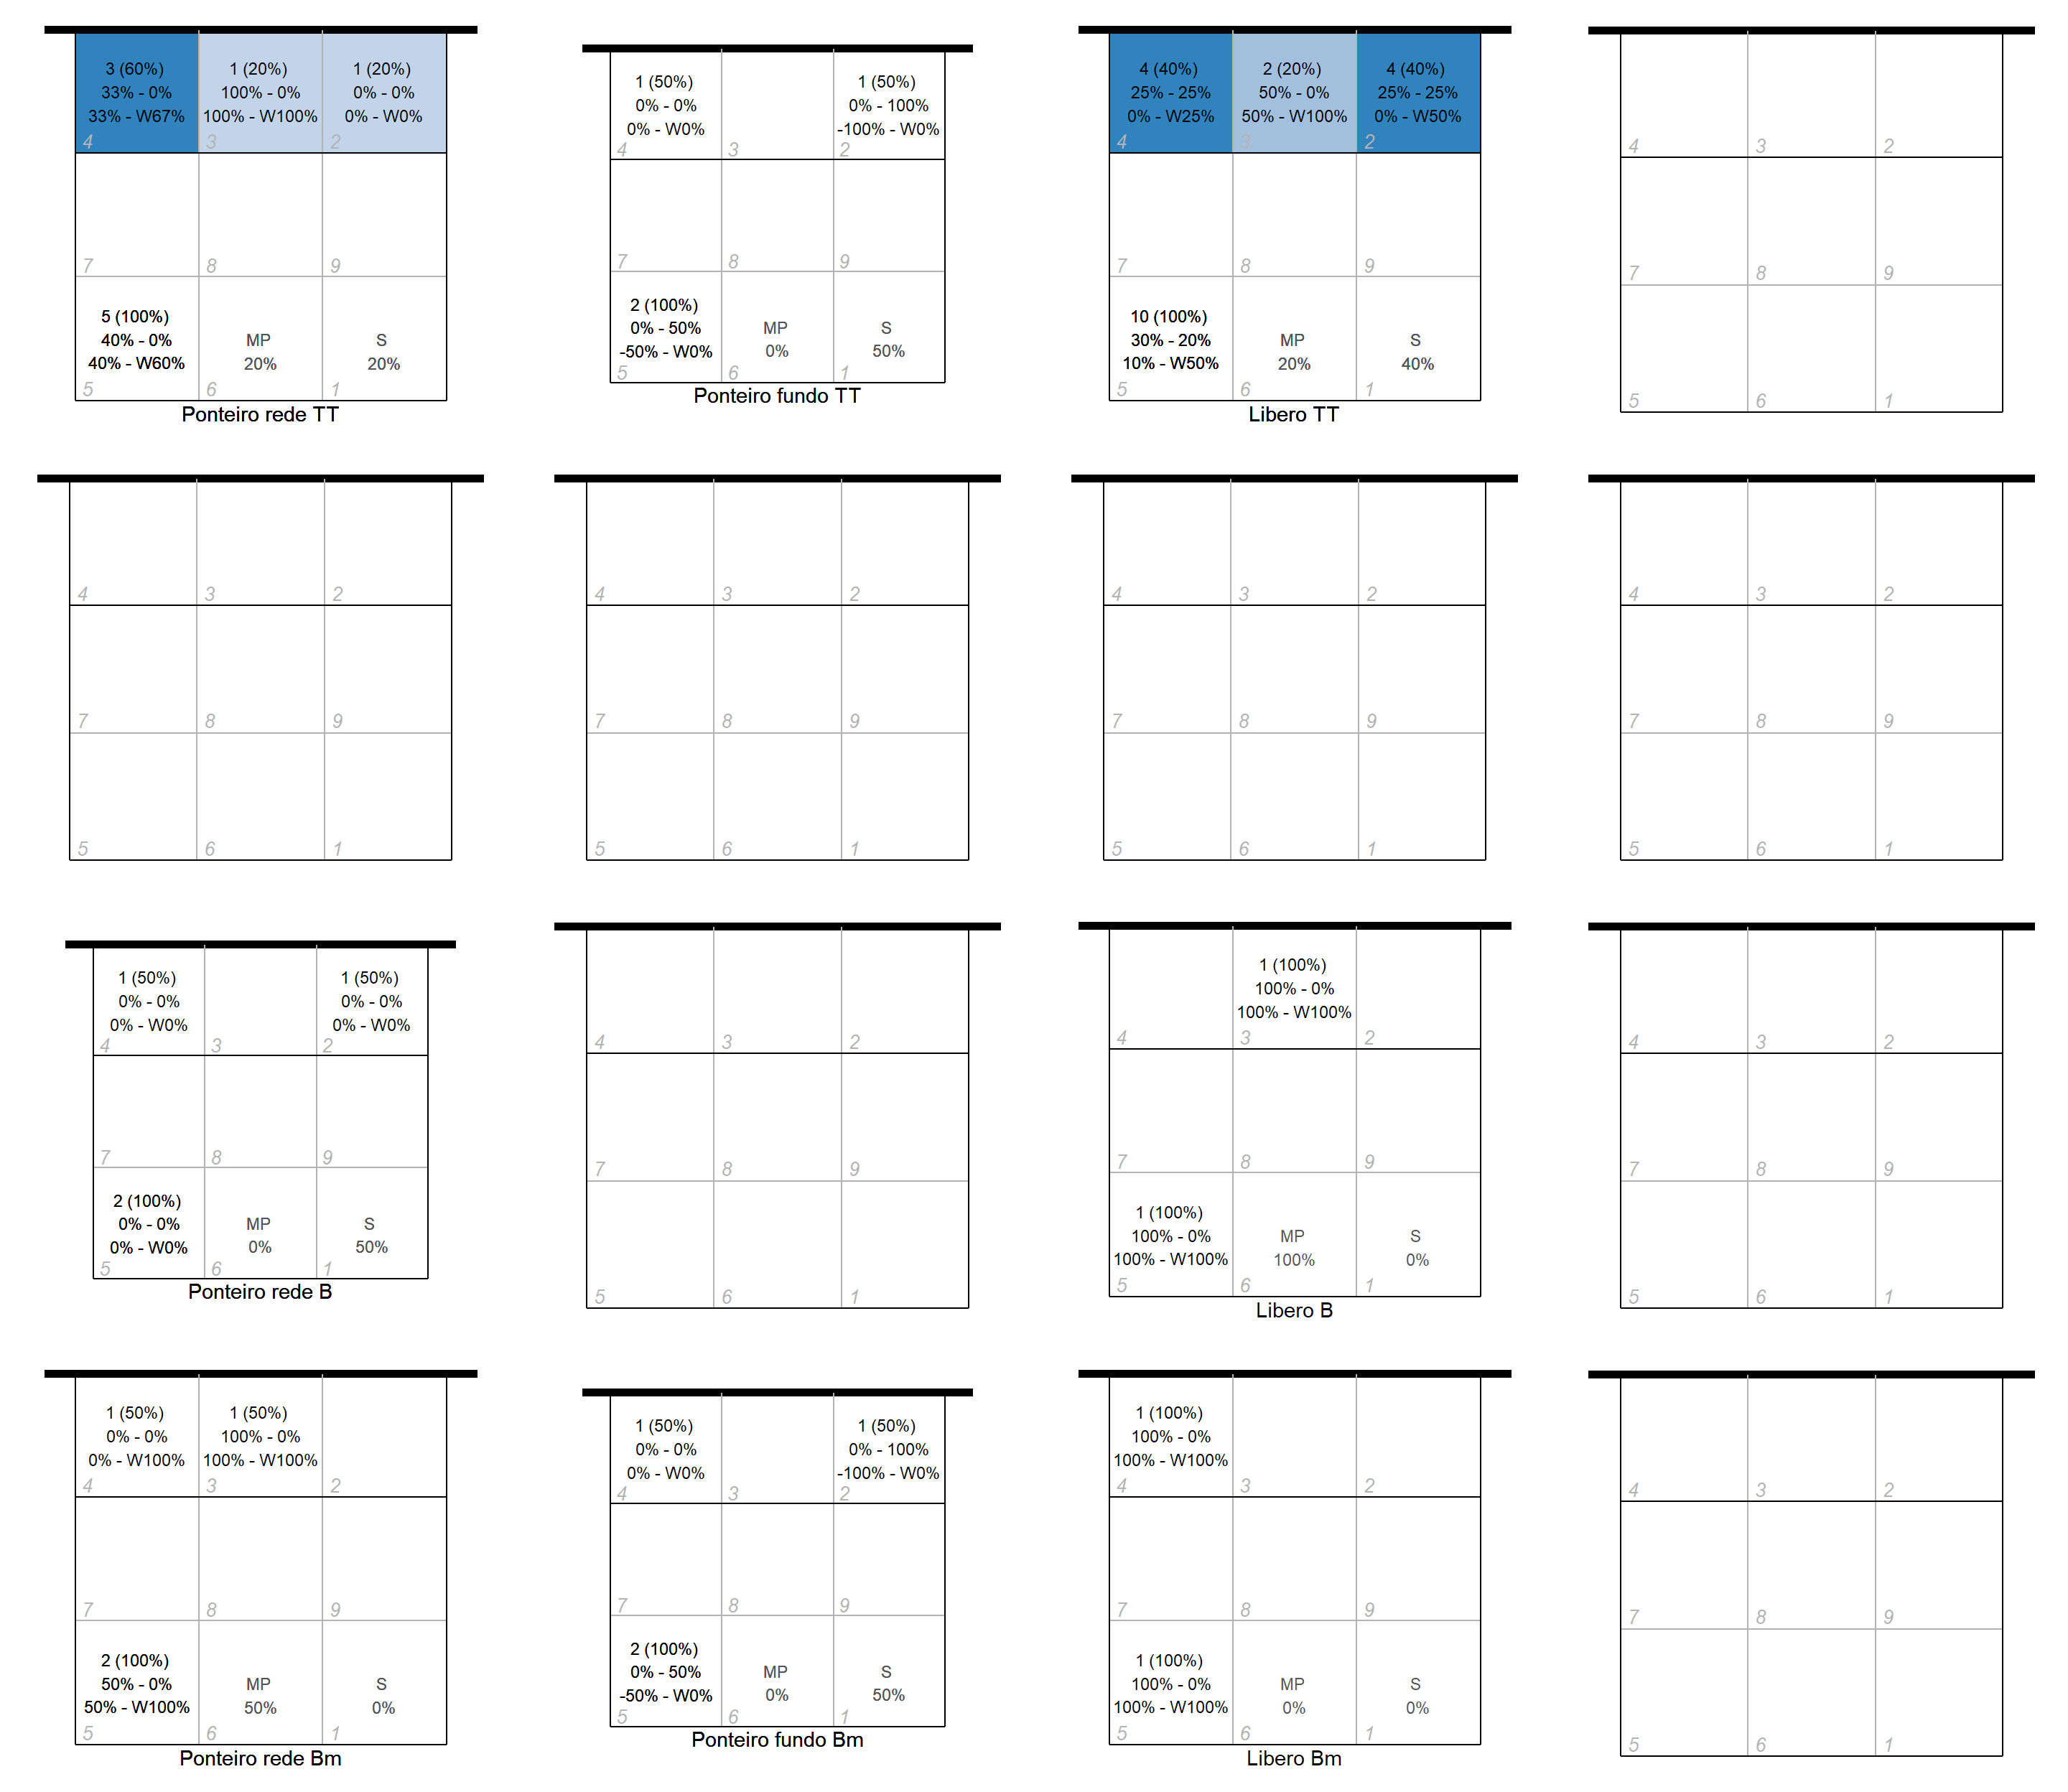 3 (60%)
33% - 0%
33% - W67%
4
1 (20%)
100% - 0%
100% - W100%
3
1 (20%)
0% - 0%
0% - W0%
2
7
8
9
5 (100%)
40% - 0%
40% - W60%
5
MP
20%
6
S
20%
1
Ponteiro rede TT
1 (50%)
0% - 0%
0% - W0%
4
3
1 (50%)
0% - 100%
-100% - W0%
2
7
8
9
2 (100%)
0% - 50%
-50% - W0%
5
MP
0%
6
S
50%
1
Ponteiro fundo TT
4 (40%)
25% - 25%
0% - W25%
4
2 (20%)
50% - 0%
50% - W100%
3
4 (40%)
25% - 25%
0% - W50%
2
7
8
9
10 (100%)
30% - 20%
10% - W50%
5
MP
20%
6
S
40%
1
Libero TT
4
3
2
7
8
9
5
6
1
4
3
2
7
8
9
5
6
1
4
3
2
7
8
9
5
6
1
4
3
2
7
8
9
5
6
1
4
3
2
7
8
9
5
6
1
1 (50%)
0% - 0%
0% - W0%
4
3
1 (50%)
0% - 0%
0% - W0%
2
7
8
9
2 (100%)
0% - 0%
0% - W0%
5
MP
0%
6
S
50%
1
Ponteiro rede B
4
3
2
7
8
9
5
6
1
4
1 (100%)
100% - 0%
100% - W100%
3
2
7
8
9
1 (100%)
100% - 0%
100% - W100%
5
MP
100%
6
S
0%
1
Libero B
4
3
2
7
8
9
5
6
1
1 (50%)
0% - 0%
0% - W100%
4
1 (50%)
100% - 0%
100% - W100%
3
2
7
8
9
2 (100%)
50% - 0%
50% - W100%
5
MP
50%
6
S
0%
1
Ponteiro rede Bm
1 (50%)
0% - 0%
0% - W0%
4
3
1 (50%)
0% - 100%
-100% - W0%
2
7
8
9
2 (100%)
0% - 50%
-50% - W0%
5
MP
0%
6
S
50%
1
Ponteiro fundo Bm
1 (100%)
100% - 0%
100% - W100%
4
3
2
7
8
9
1 (100%)
100% - 0%
100% - W100%
5
MP
0%
6
S
0%
1
Libero Bm
4
3
2
7
8
9
5
6
1